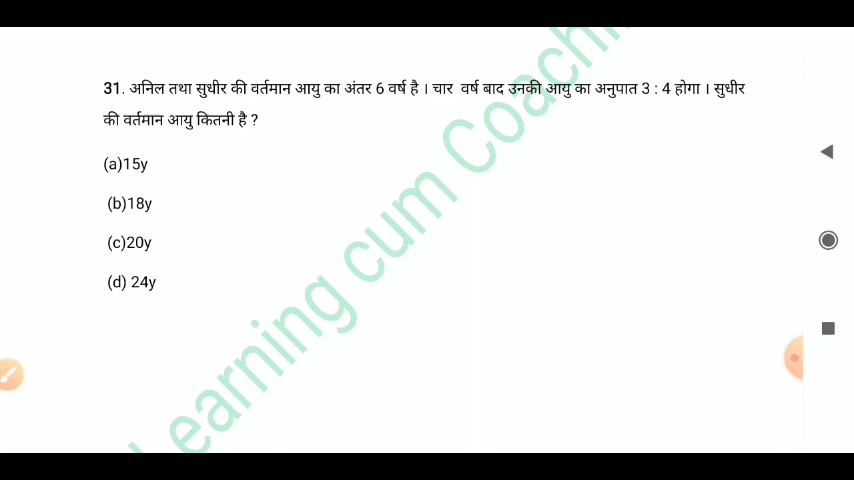 31. अनिल तथा सुधीर की वर्तमान आयु का अंतर 6 वर्ष है । चार वर्ष बाद उनकी आयु का अनुपात 3 : 4 होगा । सुधीर
की वर्तमान आयु कितनी है ?
(a)15y
(b)18y
(c)20y
(d) 24y
Learning cum Coachi